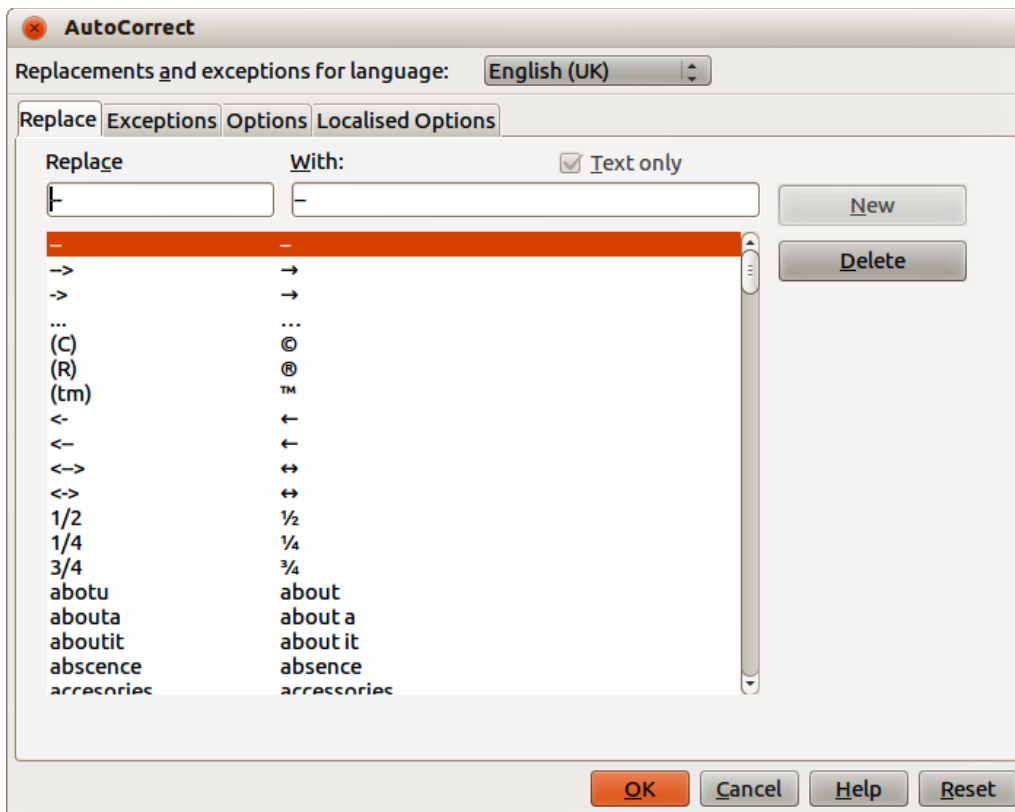 AutoCorrect
Replacements and exceptions for language: English (UK)
Replace Exceptions Options Localised Options
Replace With: Text only
– – New
– – Delete
–> →
-> →
... …
(C) ©
(R) ®
(tm) ™
<- ←
<– ←
<–> ↔
<-> ↔
1/2 ½
1/4 ¼
3/4 ¾
abotu about
abouta about a
aboutit about it
abscence absence
accesories accessories
OK Cancel Help Reset